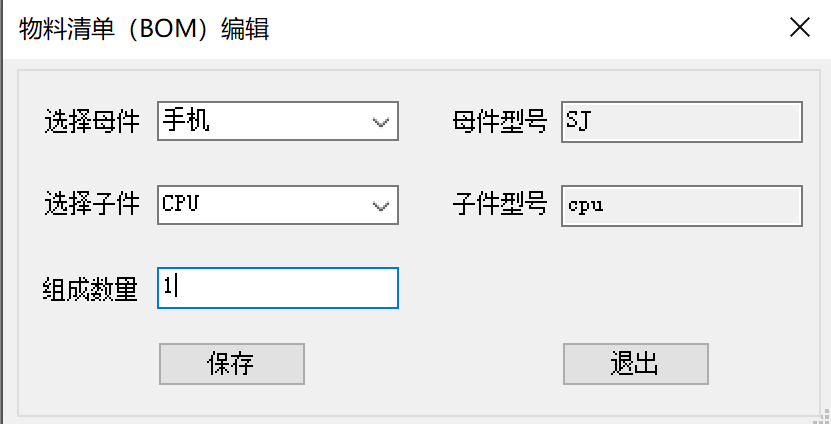 物料清单（BOM）编辑
选择母件 手机 母件型号 SJ
选择子件 CPU 子件型号 cpu
组成数量 1
保存 退出